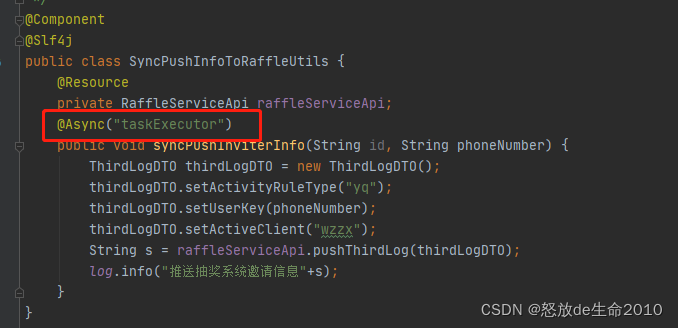 */
@Component
@Slf4j
public class SyncPushInfoToRaffleUtils {
@Resource
private RaffleServiceApi raffleServiceApi;
@Async("taskExecutor")
public void syncPushInviterInfo(String id, String phoneNumber) {
ThirdLogDTO thirdLogDTO = new ThirdLogDTO();
thirdLogDTO.setActivityRuleType("yq");
thirdLogDTO.setUserKey(phoneNumber);
thirdLogDTO.setActiveClient("wzzx");
String s = raffleServiceApi.pushThirdLog(thirdLogDTO);
log.info("推送抽奖系统邀请信息"+s);
}
}
CSDN @怒放de生命2010